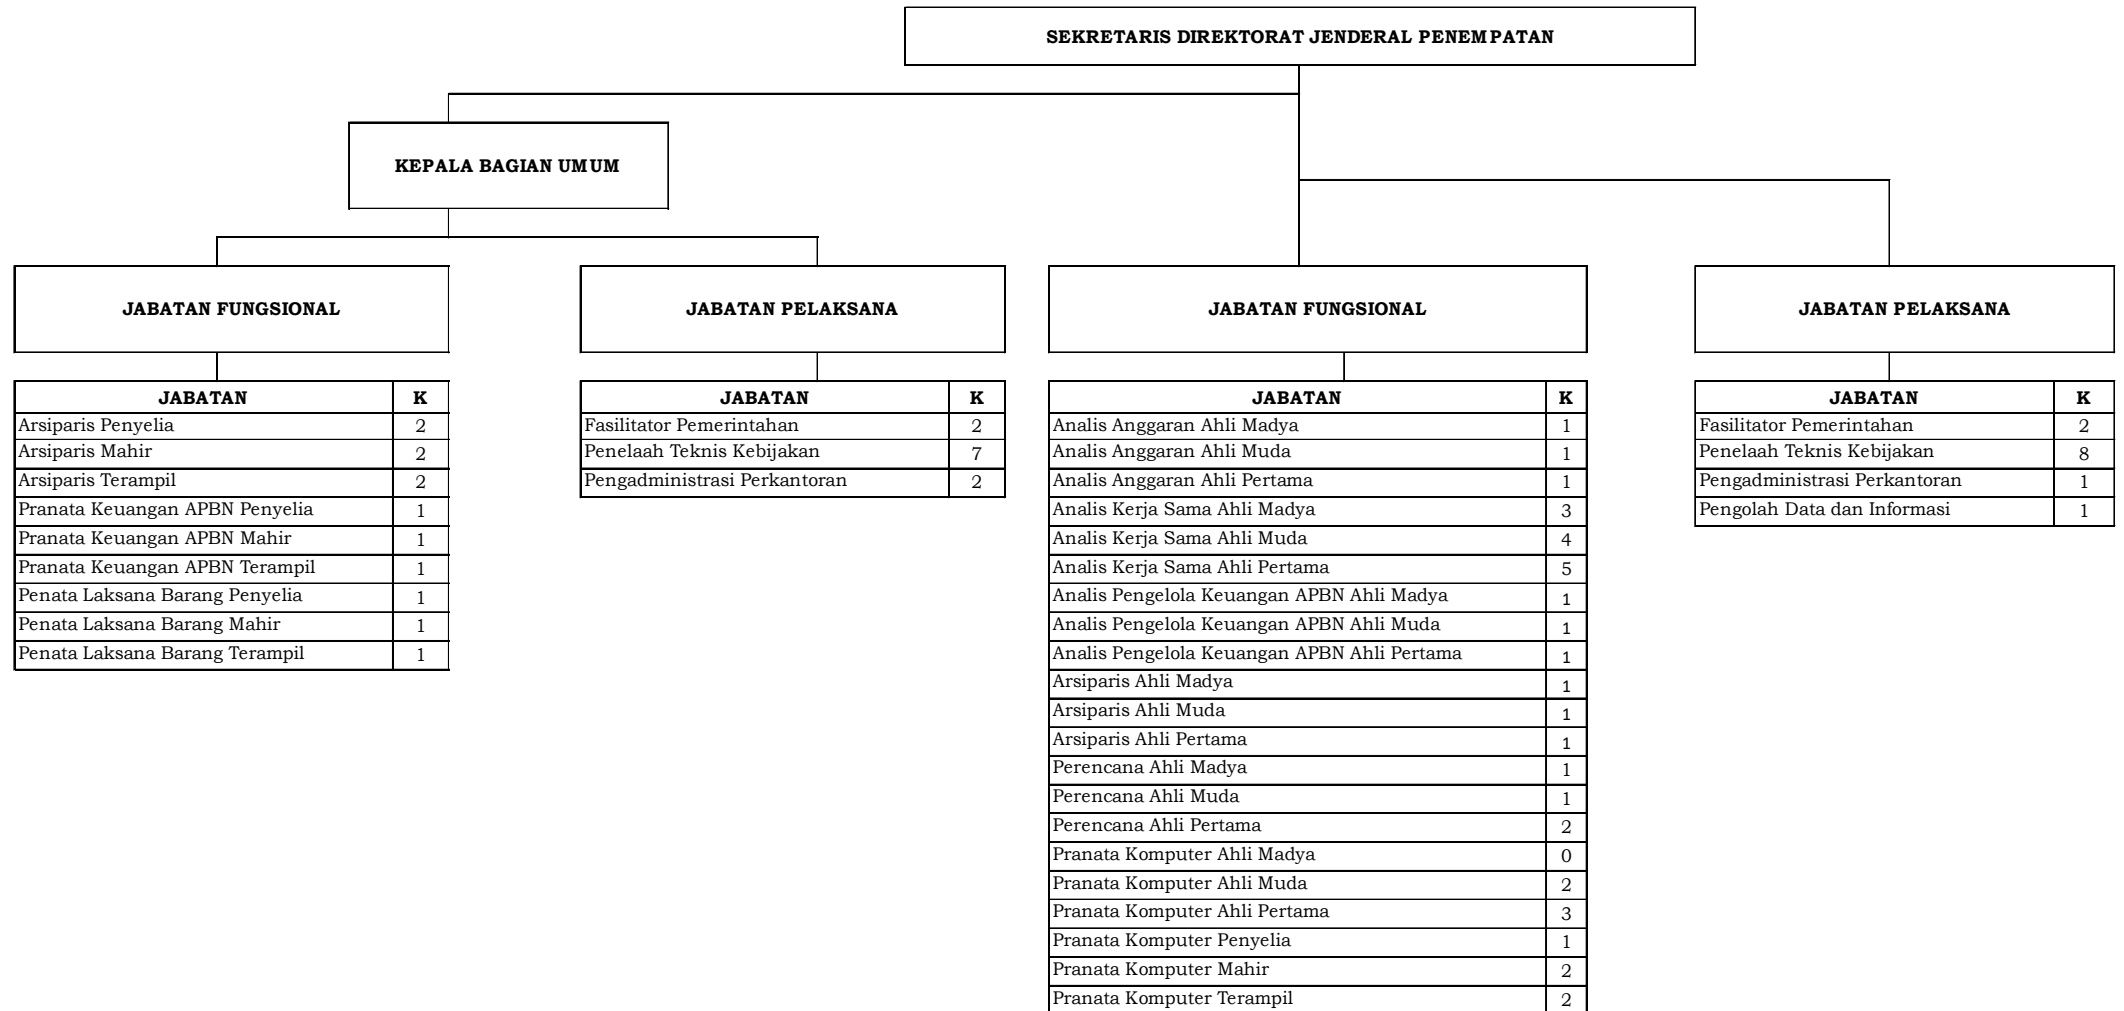 SEKRETARIS DIREKTORAT JENDERAL PENEMPATAN
KEPALA BAGIAN UMUM
JABATAN FUNGSIONAL
JABATAN K
Arsiparis Penyelia 2
Arsiparis Mahir 2
Arsiparis Terampil 2
Pranata Keuangan APBN Penyelia 1
Pranata Keuangan APBN Mahir 1
Pranata Keuangan APBN Terampil 1
Penata Laksana Barang Penyelia 1
Penata Laksana Barang Mahir 1
Penata Laksana Barang Terampil 1
JABATAN PELAKSANA
JABATAN K
Fasilitator Pemerintahan 2
Penelaah Teknis Kebijakan 7
Pengadministrasi Perkantoran 2
JABATAN FUNGSIONAL
JABATAN K
Analis Anggaran Ahli Madya 1
Analis Anggaran Ahli Muda 1
Analis Anggaran Ahli Pertama 1
Analis Kerja Sama Ahli Madya 3
Analis Kerja Sama Ahli Muda 4
Analis Kerja Sama Ahli Pertama 5
Analis Pengelola Keuangan APBN Ahli Madya 1
Analis Pengelola Keuangan APBN Ahli Muda 1
Analis Pengelola Keuangan APBN Ahli Pertama 1
Arsiparis Ahli Madya 1
Arsiparis Ahli Muda 1
Arsiparis Ahli Pertama 1
Perencana Ahli Madya 1
Perencana Ahli Muda 1
Perencana Ahli Pertama 2
Pranata Komputer Ahli Madya 0
Pranata Komputer Ahli Muda 2
Pranata Komputer Ahli Pertama 3
Pranata Komputer Penyelia 1
Pranata Komputer Mahir 2
Pranata Komputer Terampil 2
JABATAN PELAKSANA
JABATAN K
Fasilitator Pemerintahan 2
Penelaah Teknis Kebijakan 8
Pengadministrasi Perkantoran 1
Pengolah Data dan Informasi 1